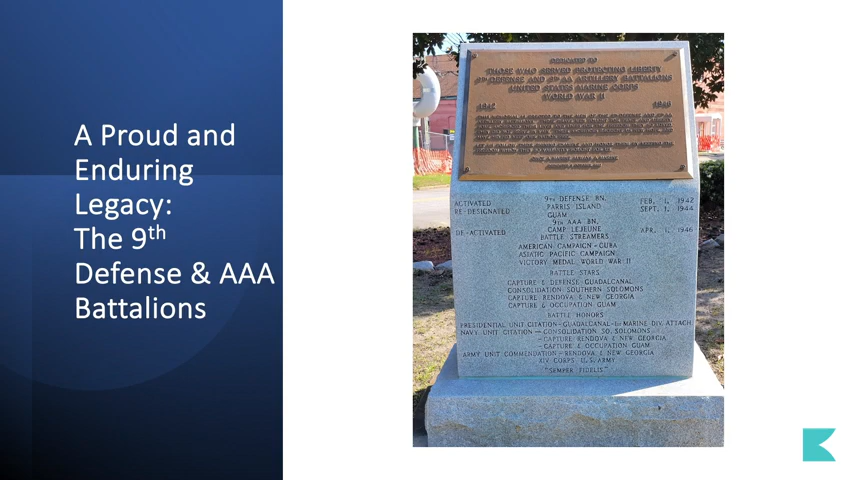 A Proud and
Enduring
Legacy:
The 9th
Defense & AAA
Battalions
DEDICATED TO
THOSE WHO SERVED PROTECTING LIBERTY
9TH DEFENSE AND 9TH AA ARTILLERY BATTALIONS
UNITED STATES MARINE CORPS
WORLD WAR II
1942 1946
ACTIVATED 9TH DEFENSE BN. FEB. 1, 1942
PARRIS ISLAND
RE-DESIGNATED GUAM SEPT. 1, 1944
9TH AAA BN.
DE-ACTIVATED CAMP LEJEUNE APR. 1, 1946
BATTLE STREAMERS
AMERICAN CAMPAIGN - CUBA
ASIATIC PACIFIC CAMPAIGN
VICTORY MEDAL WORLD WAR II
BATTLE STARS
CAPTURE & DEFENSE GUADALCANAL
CONSOLIDATION SOUTHERN SOLOMONS
CAPTURE RENDOVA & NEW GEORGIA
CAPTURE & OCCUPATION GUAM
BATTLE HONORS
PRESIDENTIAL UNIT CITATION - GUADALCANAL - 1ST MARINE DIV. ATTACH
NAVY UNIT CITATION - CONSOLIDATION SO. SOLOMONS
- CAPTURE RENDOVA & NEW GEORGIA
- CAPTURE & OCCUPATION GUAM
ARMY UNIT COMMENDATION - RENDOVA & NEW GEORGIA
XIV CORPS, U.S. ARMY
"SEMPER FIDELIS"